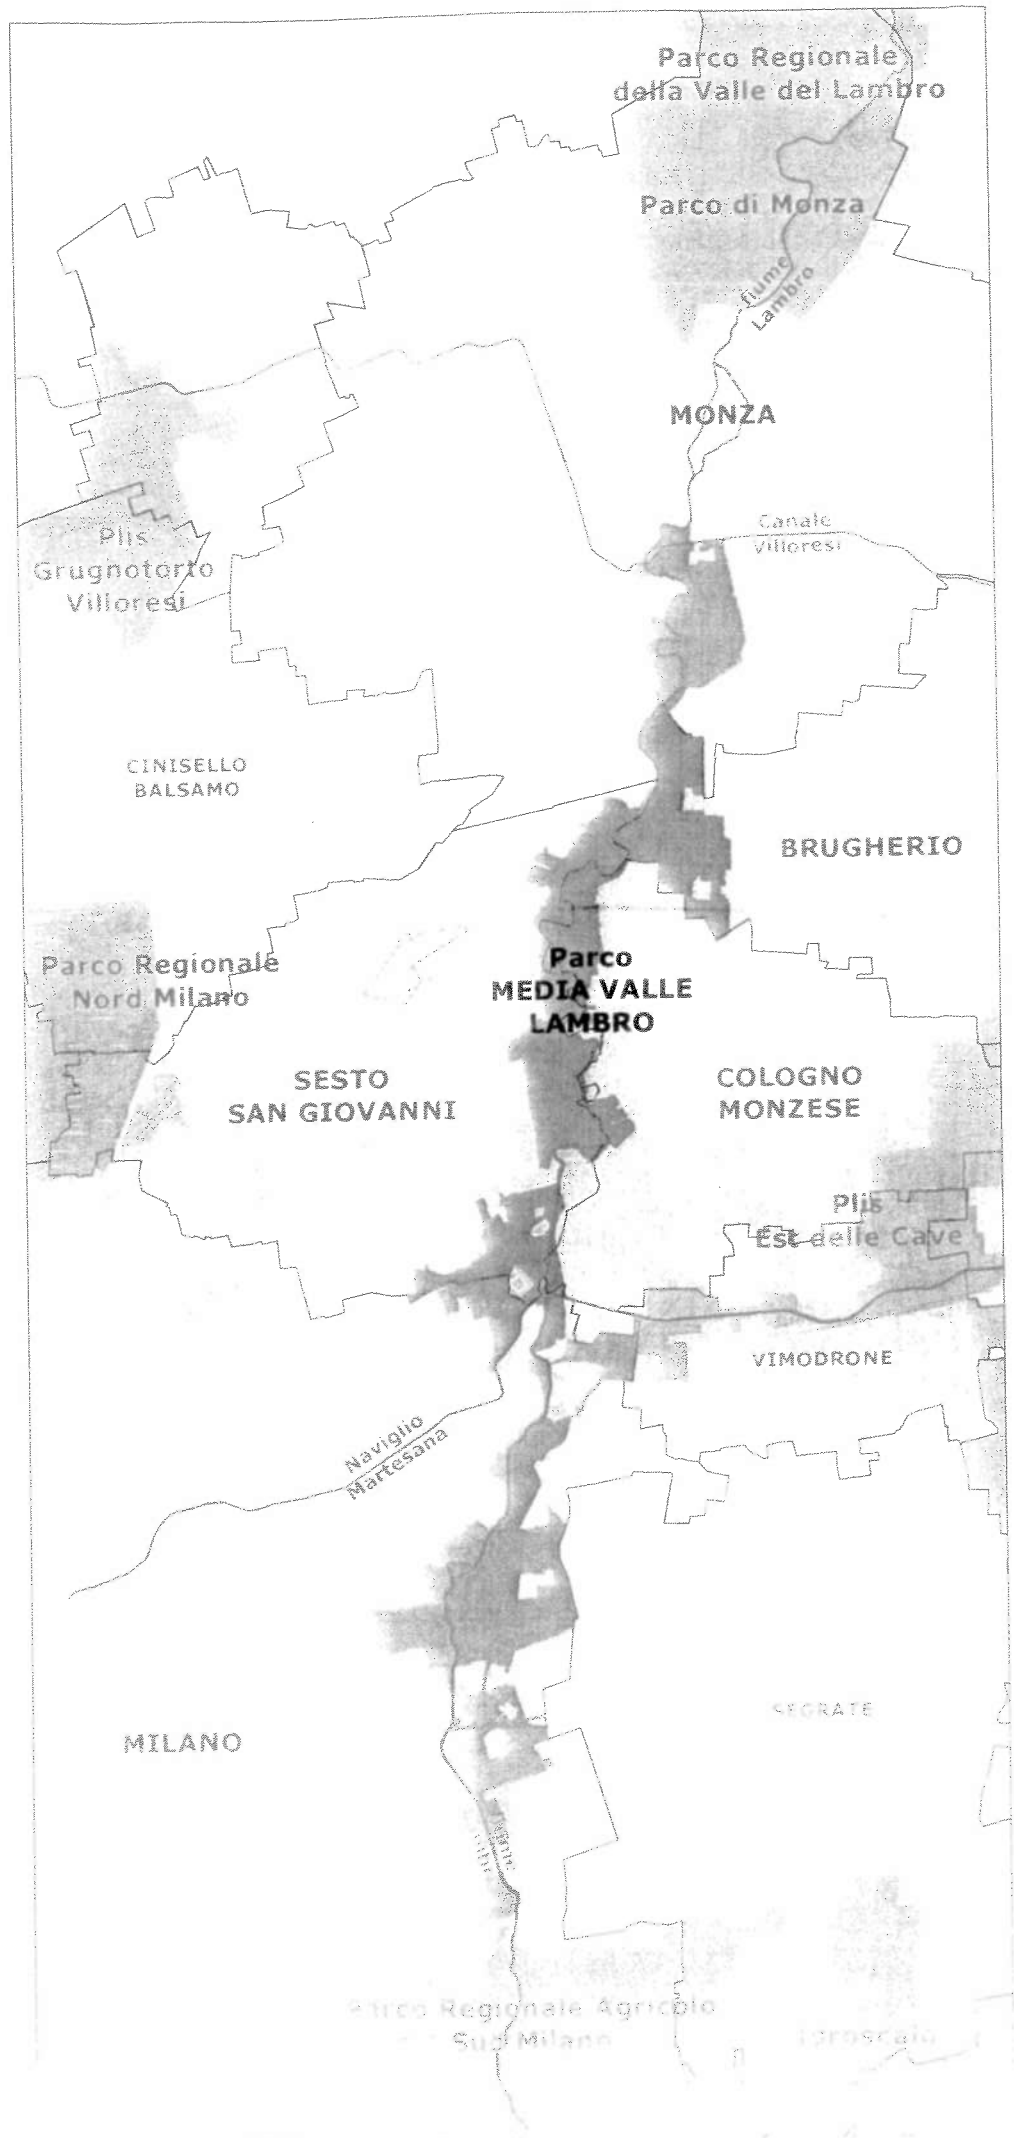 Parco Regionale
della Valle del Lambro
Parco di Monza
fiume
Lambro
MONZA
Canale
Villoresi
Plis
Grugnotorto
Villoresi
CINISELLO
BALSAMO
BRUGHERIO
Parco Regionale
Nord Milano
Parco
MEDIA VALLE
LAMBRO
SESTO
SAN GIOVANNI
COLOGNO
MONZESE
Plis
Est delle Cave
VIMODRONE
Naviglio
Martesana
SEGRATE
MILANO
Parco Regionale Agricolo
Sud Milano
Idroscalo